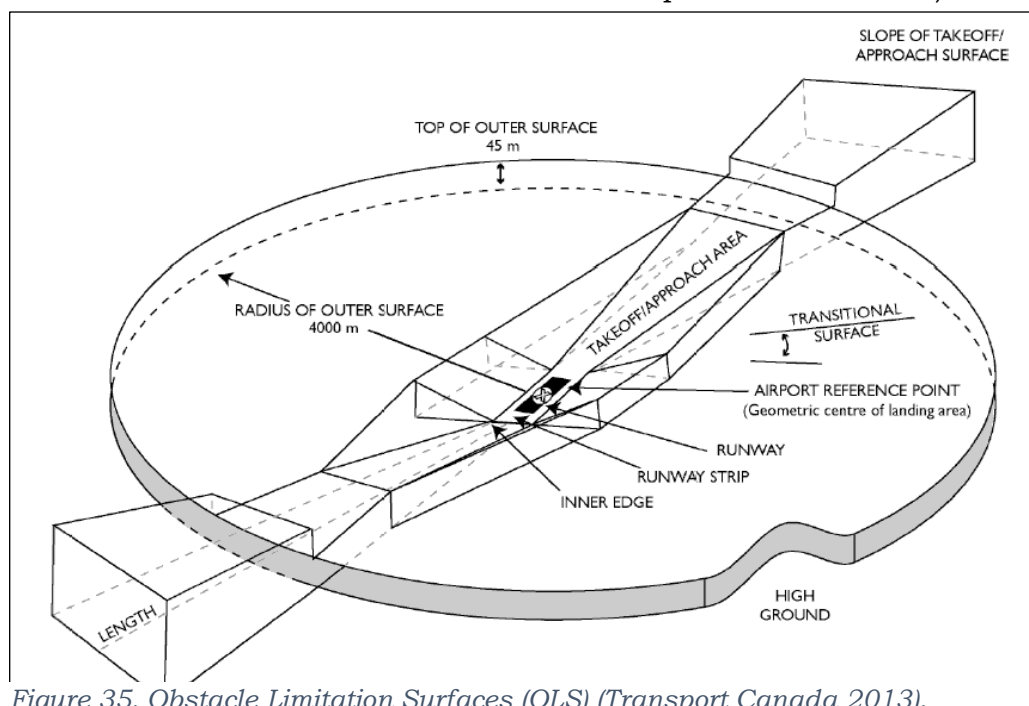 SLOPE OF TAKEOFF/
APPROACH SURFACE
TOP OF OUTER SURFACE
45 m
TAKEOFF/APPROACH AREA
RADIUS OF OUTER SURFACE
4000 m
TRANSITIONAL
SURFACE
AIRPORT REFERENCE POINT
(Geometric centre of landing area)
RUNWAY
RUNWAY STRIP
INNER EDGE
HIGH
GROUND
LENGTH
Figure 35. Obstacle Limitation Surfaces (OLS) (Transport Canada 2013).